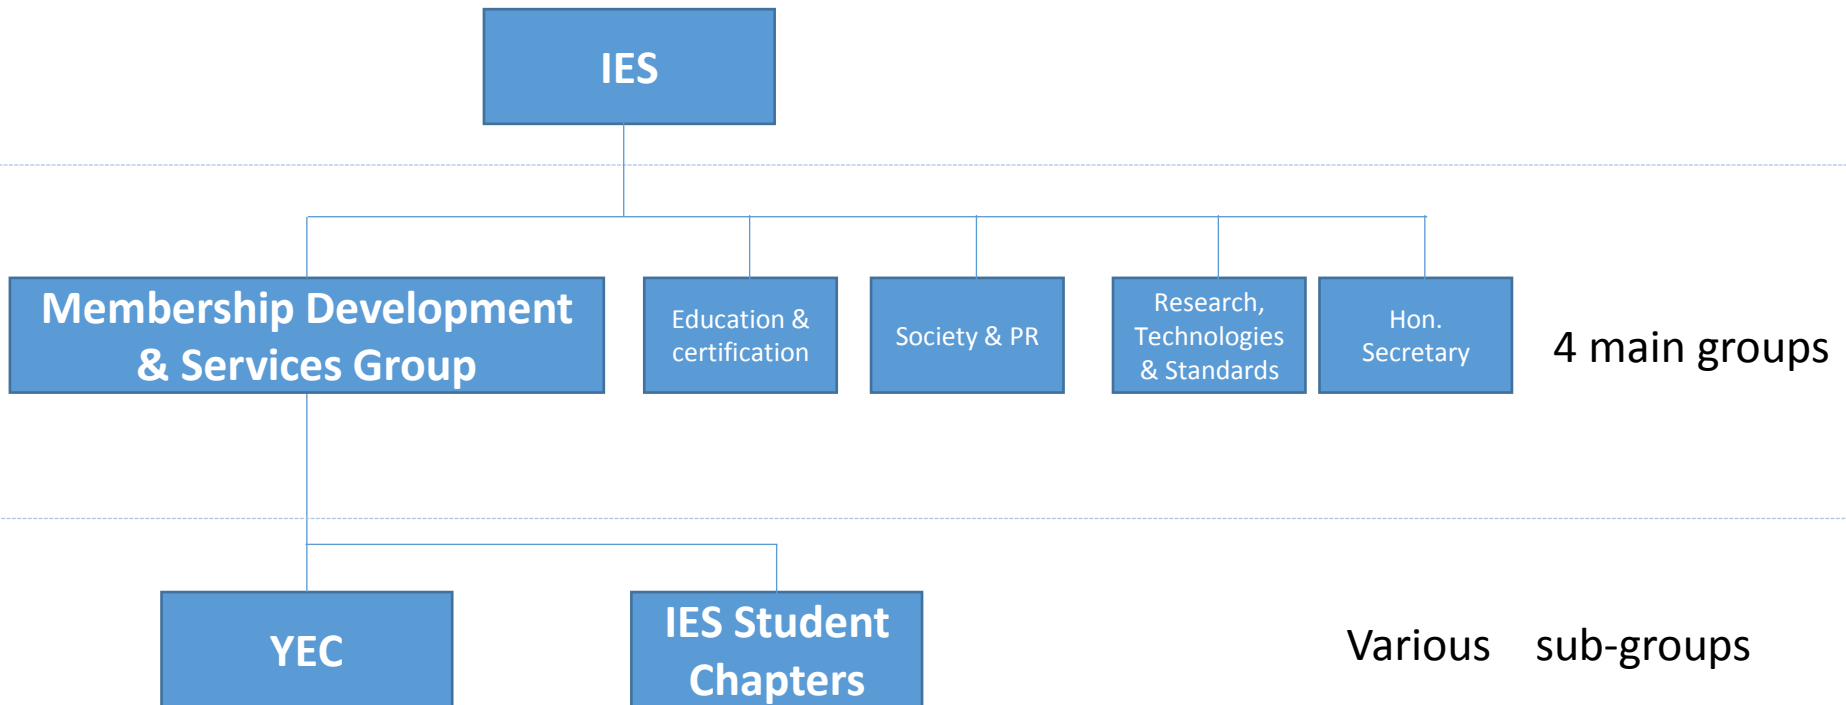 IES
Membership Development
& Services Group
Education &
certification
Society & PR
Research,
Technologies
& Standards
Hon.
Secretary
4 main groups
YEC
IES Student
Chapters
Various sub-groups